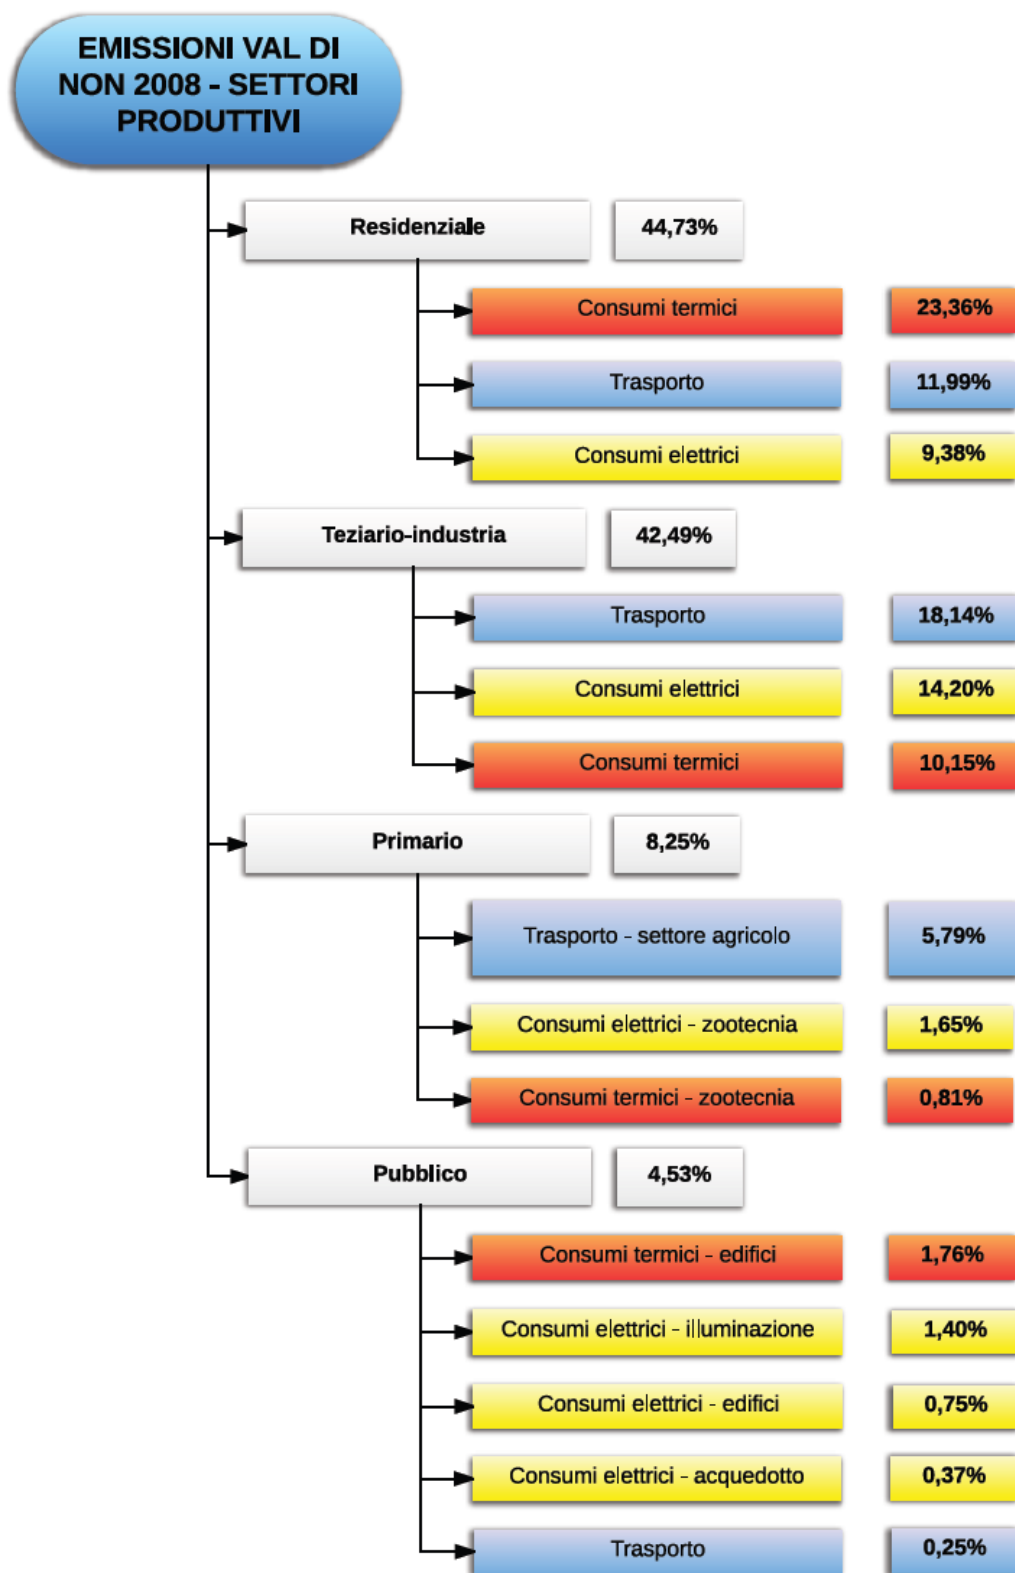 EMISSIONI VAL DI
NON 2008 - SETTORI
PRODUTTIVI
Residenziale 44,73%
Consumi termici 23,36%
Trasporto 11,99%
Consumi elettrici 9,38%
Teziario-industria 42,49%
Trasporto 18,14%
Consumi elettrici 14,20%
Consumi termici 10,15%
Primario 8,25%
Trasporto - settore agricolo 5,79%
Consumi elettrici - zootecnia 1,65%
Consumi termici - zootecnia 0,81%
Pubblico 4,53%
Consumi termici - edifici 1,76%
Consumi elettrici - illuminazione 1,40%
Consumi elettrici - edifici 0,75%
Consumi elettrici - acquedotto 0,37%
Trasporto 0,25%